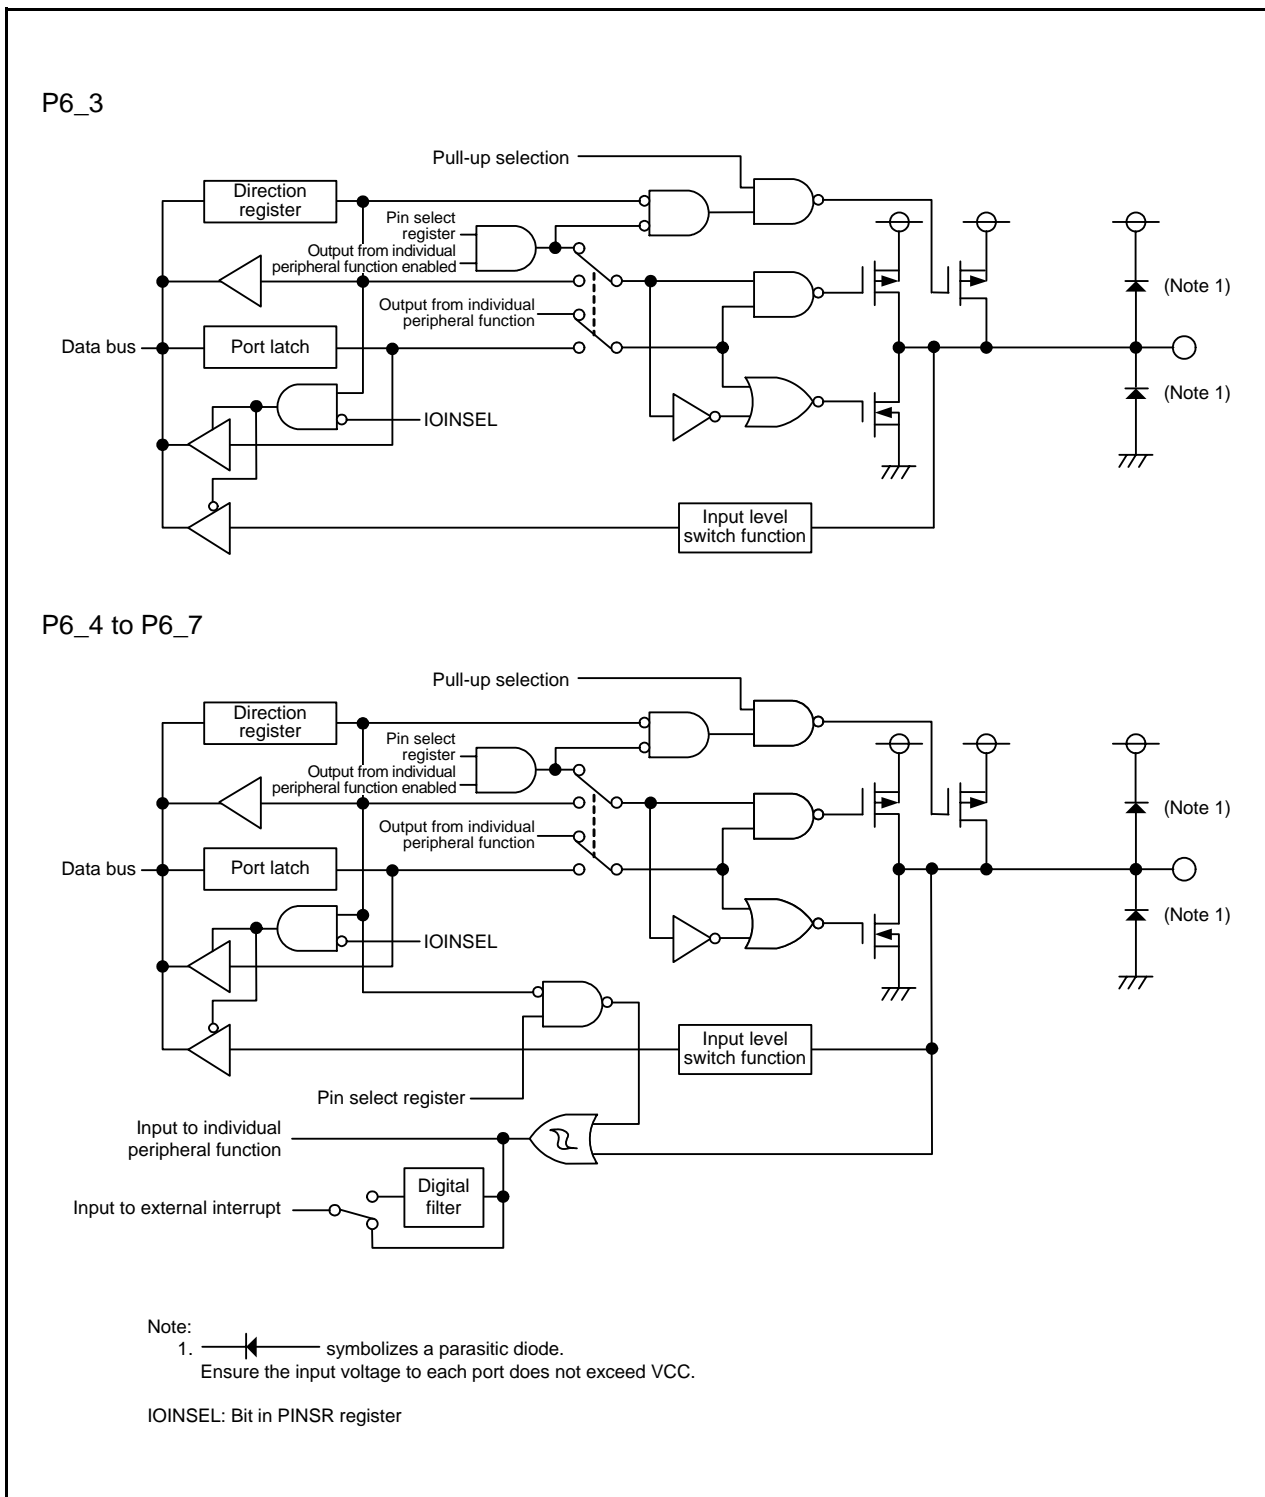 P6_3
Pull-up selection
Direction
register
Pin select
register
Output from individual
peripheral function enabled
Output from individual
peripheral function
(Note 1)
Data bus
Port latch
(Note 1)
IOINSEL
Input level
switch function
P6_4 to P6_7
Pull-up selection
Direction
register
Pin select
register
Output from individual
peripheral function enabled
Output from individual
peripheral function
(Note 1)
Data bus
Port latch
(Note 1)
IOINSEL
Input level
switch function
Pin select register
Input to individual
peripheral function
Digital
filter
Input to external interrupt
Note:
1. symbolizes a parasitic diode.
Ensure the input voltage to each port does not exceed VCC.
IOINSEL: Bit in PINSR register